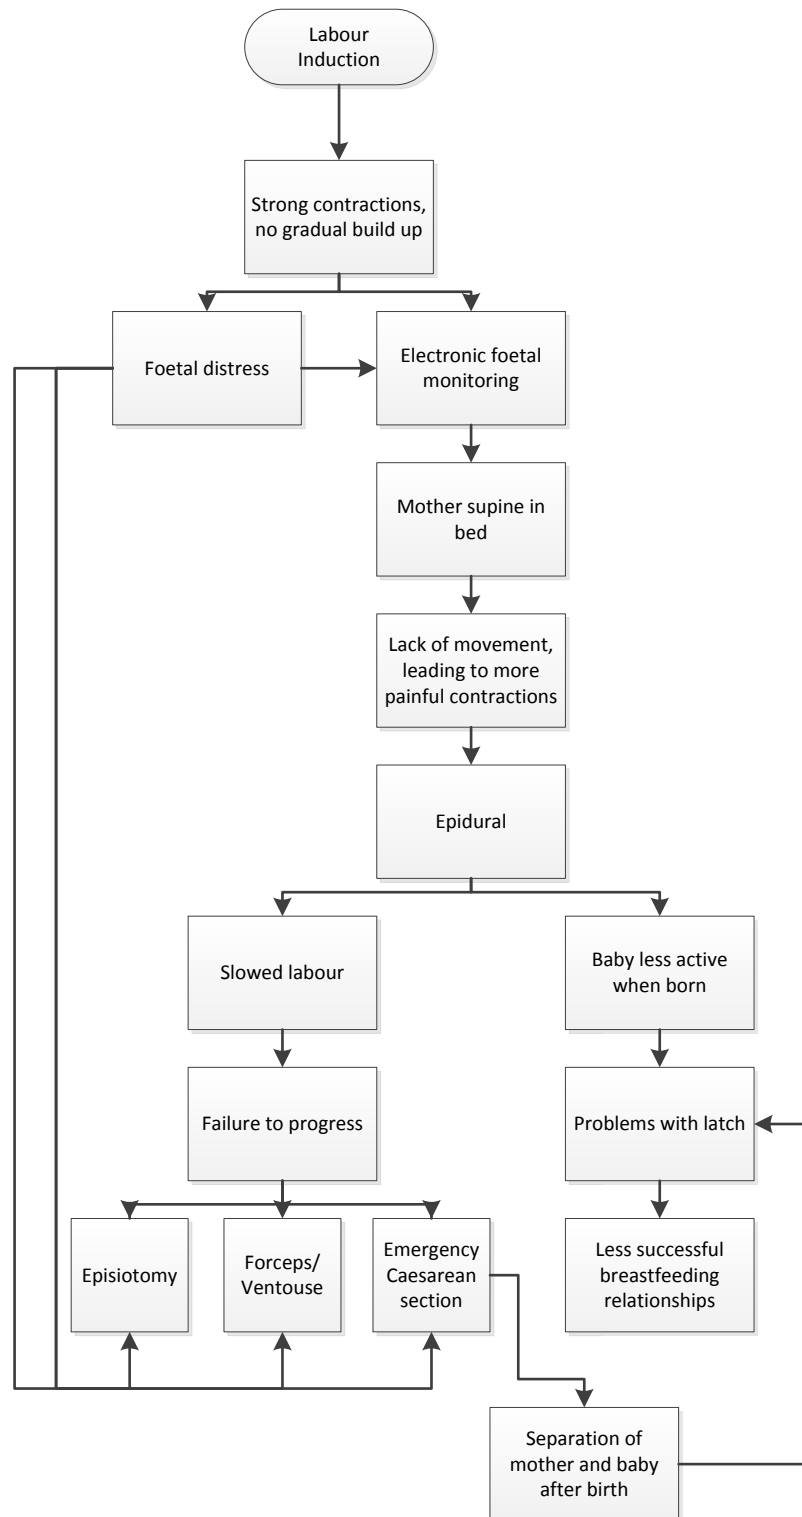 Labour
Induction
Strong contractions,
no gradual build up
Foetal distress
Electronic foetal
monitoring
Mother supine in
bed
Lack of movement,
leading to more
painful contractions
Epidural
Slowed labour
Baby less active
when born
Failure to progress
Problems with latch
Episiotomy
Forceps/
Ventouse
Emergency
Caesarean
section
Less successful
breastfeeding
relationships
Separation of
mother and baby
after birth